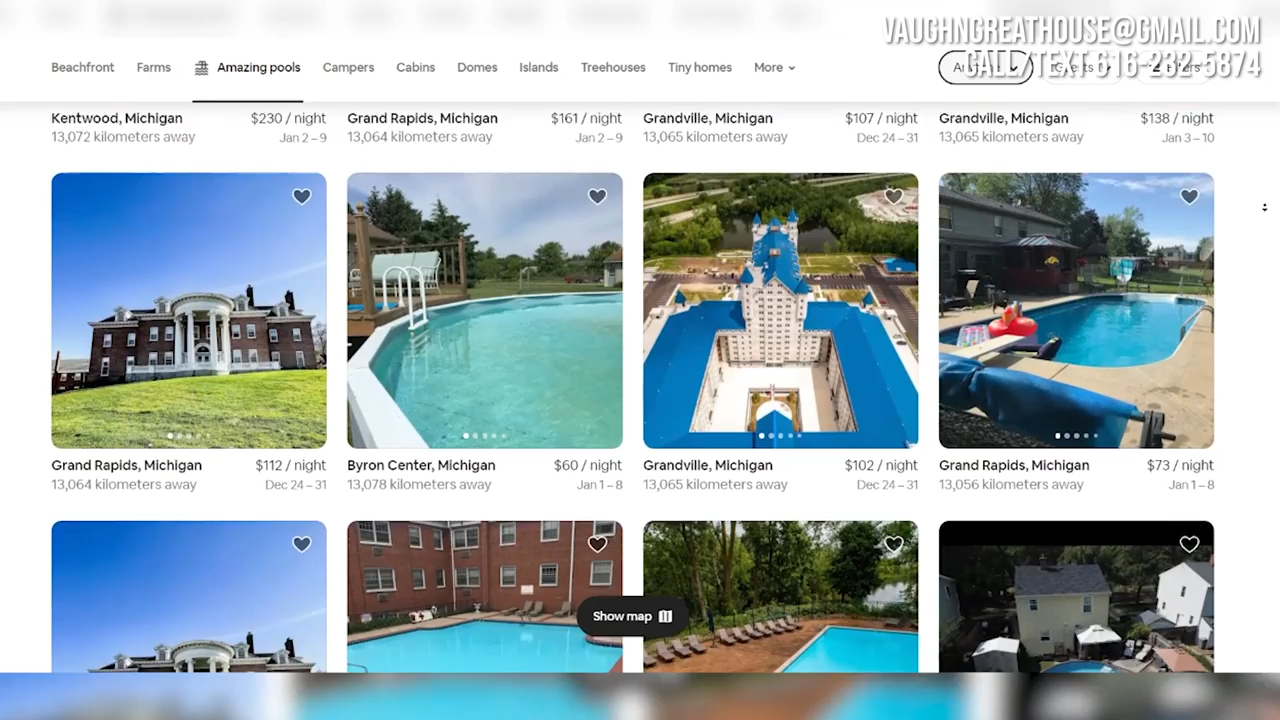 VAUGHNGREATHOUSE@GMAIL.COM
CALL/TEXT 616-232-5874
Beachfront Farms Amazing pools Campers Cabins Domes Islands Treehouses Tiny homes More
Kentwood, Michigan $230 / night Grand Rapids, Michigan $161 / night Grandville, Michigan $107 / night Grandville, Michigan $138 / night
13,072 kilometers away Jan 2 – 9 13,064 kilometers away Jan 2 – 9 13,065 kilometers away Dec 24 – 31 13,065 kilometers away Jan 3 – 10
Grand Rapids, Michigan $112 / night Byron Center, Michigan $60 / night Grandville, Michigan $102 / night Grand Rapids, Michigan $73 / night
13,064 kilometers away Dec 24 – 31 13,078 kilometers away Jan 1 – 8 13,065 kilometers away Dec 24 – 31 13,056 kilometers away Jan 1 – 8
Show map